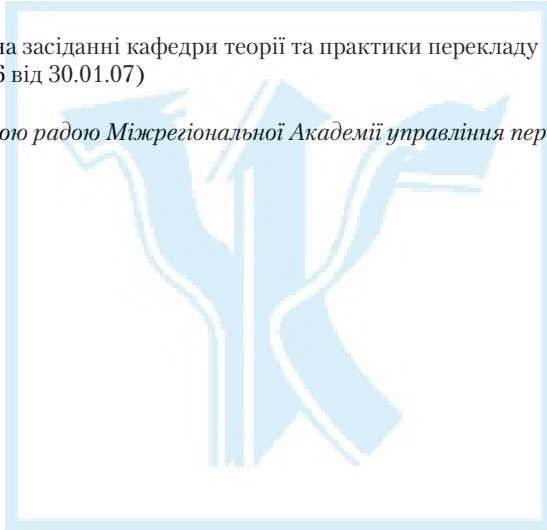 на засіданні кафедри теорії та практики перекладу
6 від 30.01.07)
ою радою Міжрегіональної Академії управління пер